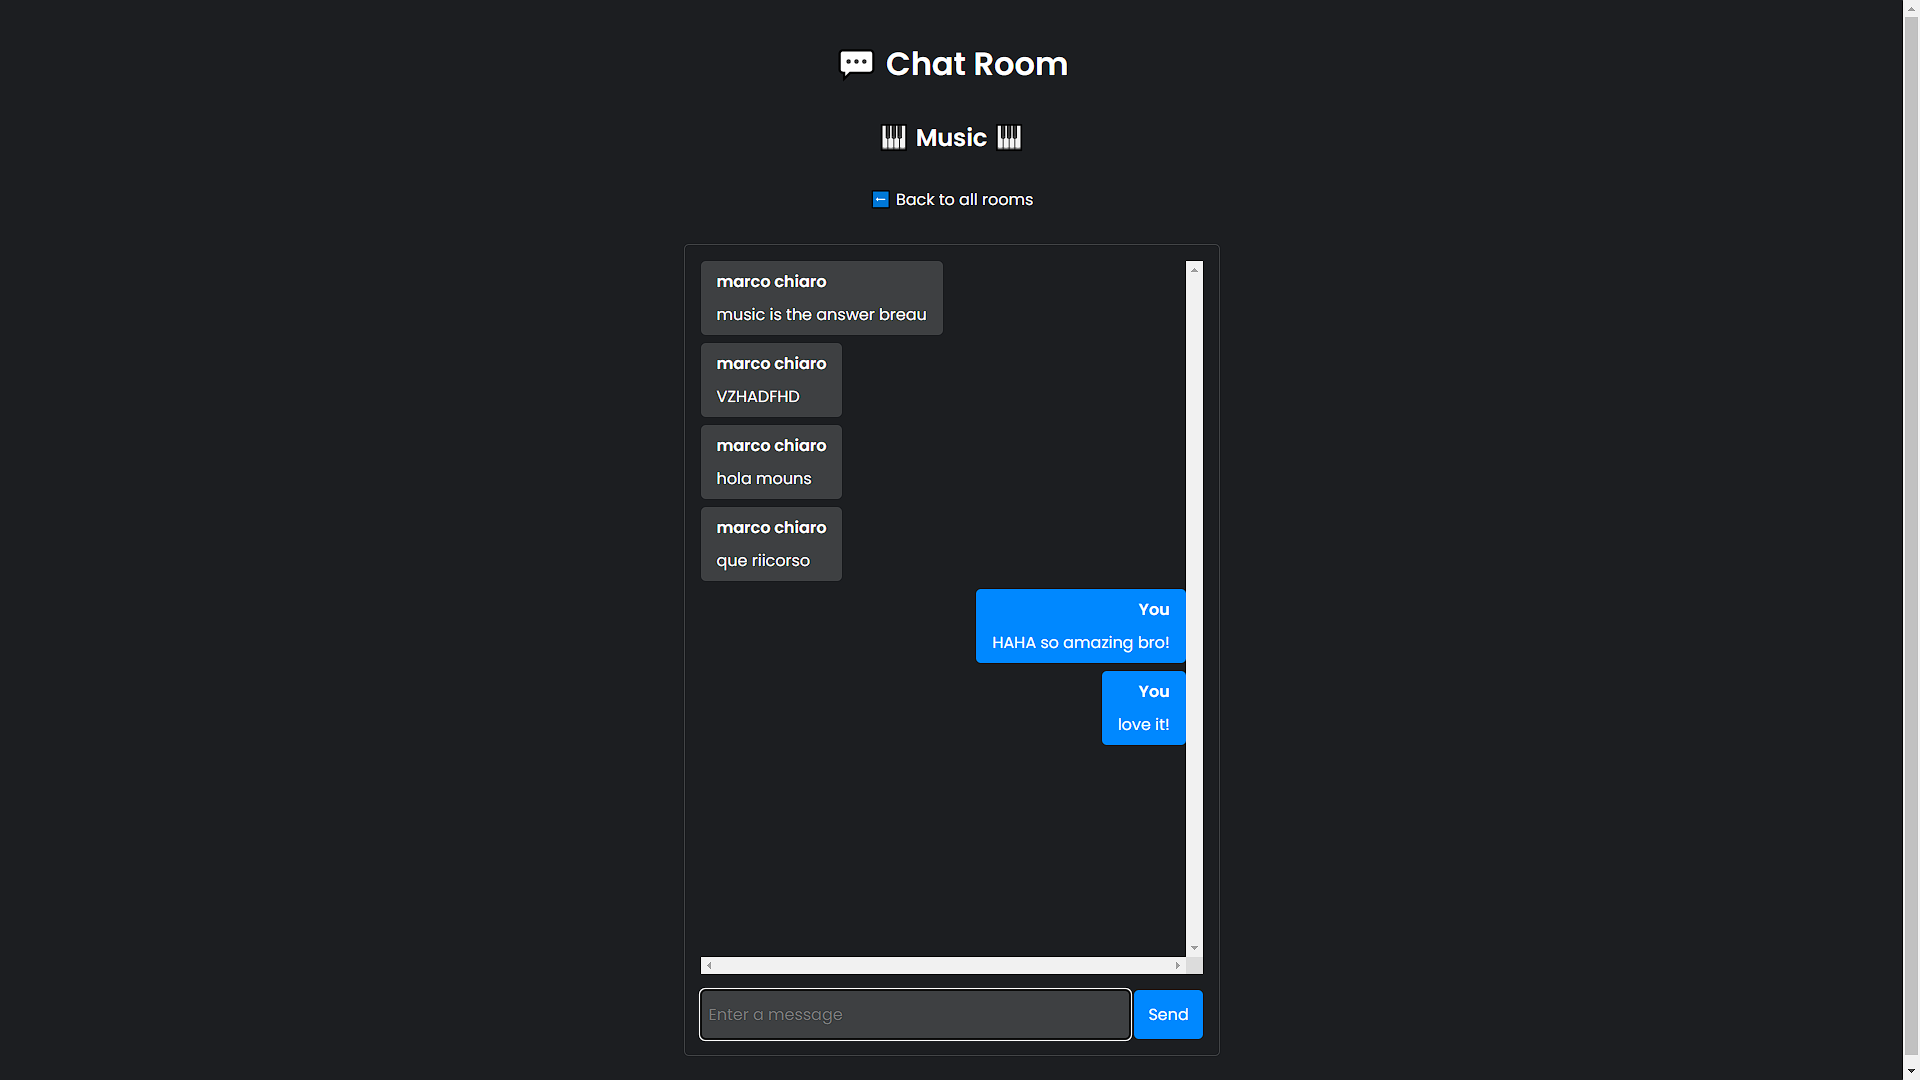 Chat Room
Music
Back to all rooms
marco chiaro
music is the answer breau
marco chiaro
VZHADFHD
marco chiaro
hola mouns
marco chiaro
que riicorso
You
HAHA so amazing bro!
You
love it!
Enter a message
Send